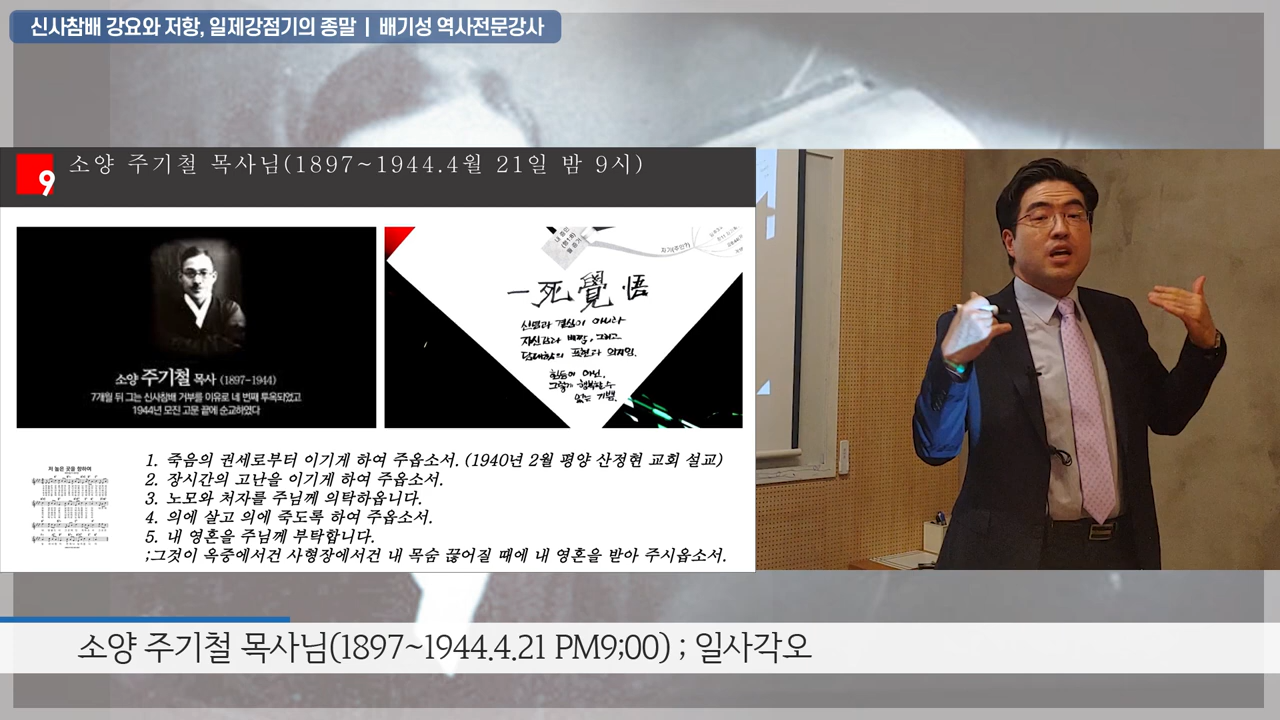 신사참배 강요와 저항, 일제강점기의 종말 | 배기성 역사전문강사
9
소양 주기철 목사님(1897~1944.4월 21일 밤 9시)
소양 주기철 목사 (1897-1944)
7개월 뒤 그는 신사참배 거부를 이유로 네 번째 투옥되었고
1944년 모진 고문 끝에 순교하였다
一死覺悟
저 높은 곳을 향하여
1. 죽음의 권세로부터 이기게 하여 주옵소서. (1940년 2월 평양 산정현 교회 설교)
2. 장시간의 고난을 이기게 하여 주옵소서.
3. 노모와 처자를 주님께 의탁하옵니다.
4. 의에 살고 의에 죽도록 하여 주옵소서.
5. 내 영혼을 주님께 부탁합니다.
;그것이 옥중에서건 사형장에서건 내 목숨 끊어질 때에 내 영혼을 받아 주시옵소서.
소양 주기철 목사님(1897~1944.4.21 PM9;00) ; 일사각오